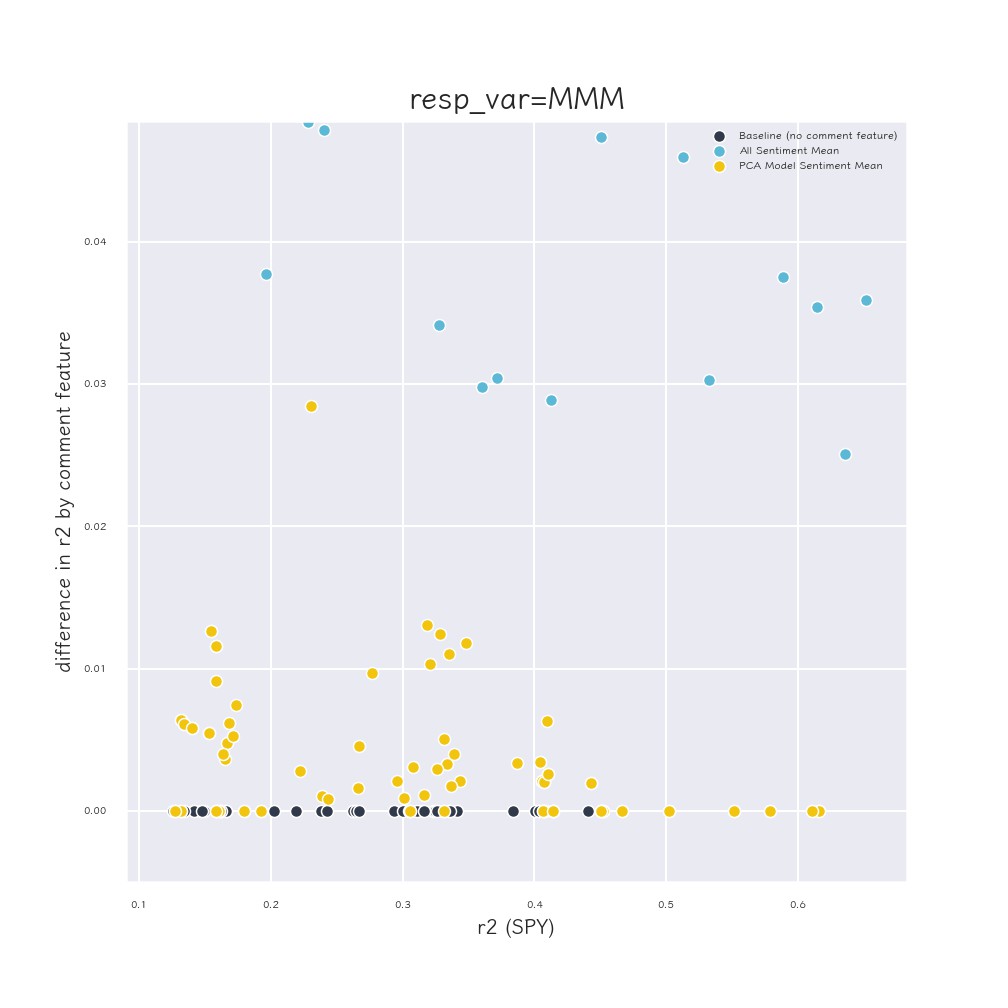 resp_var=MMM
Baseline (no comment feature)
All Sentiment Mean
PCA Model Sentiment Mean
difference in r2 by comment feature
0.04
0.03
0.02
0.01
0.00
0.1 0.2 0.3 0.4 0.5 0.6
r2 (SPY)